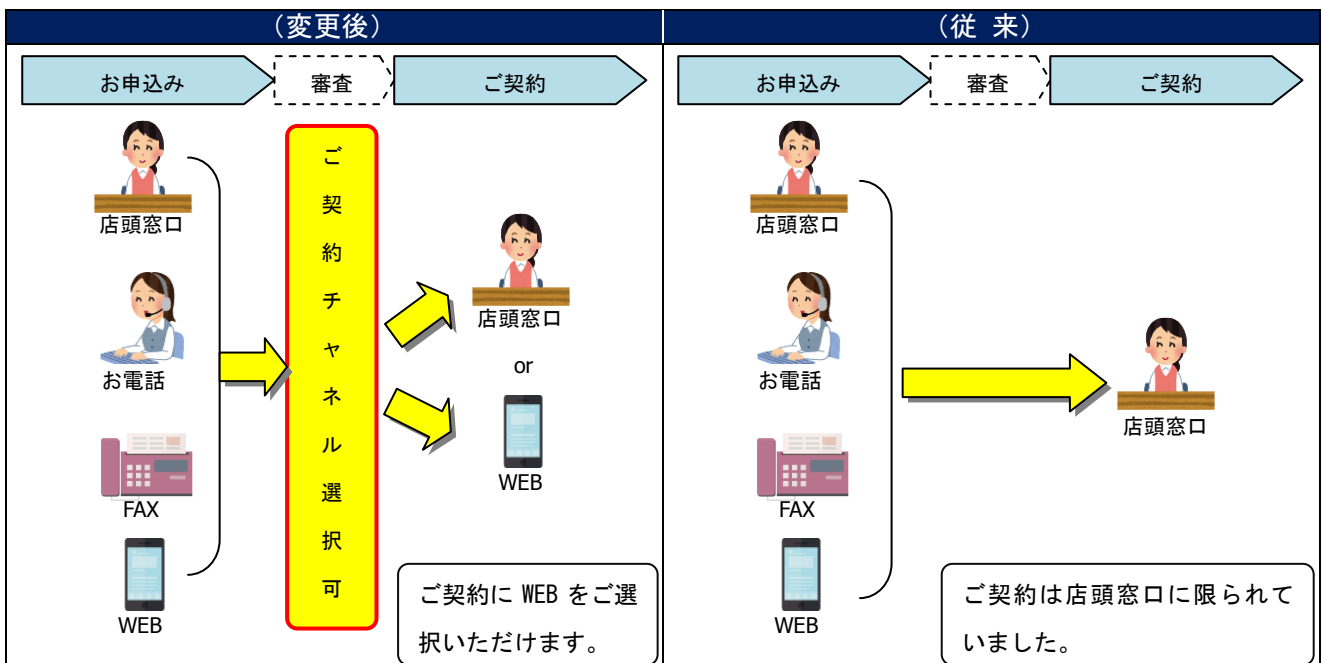 （変更後）
お申込み
審査
ご契約
店頭窓口
お電話
FAX
WEB
ご契約チャネル選択可
店頭窓口
or
WEB
ご契約に WEB をご選
択いただけます。
（従 来）
お申込み
審査
ご契約
店頭窓口
お電話
FAX
WEB
店頭窓口
ご契約は店頭窓口に限られて
いました。